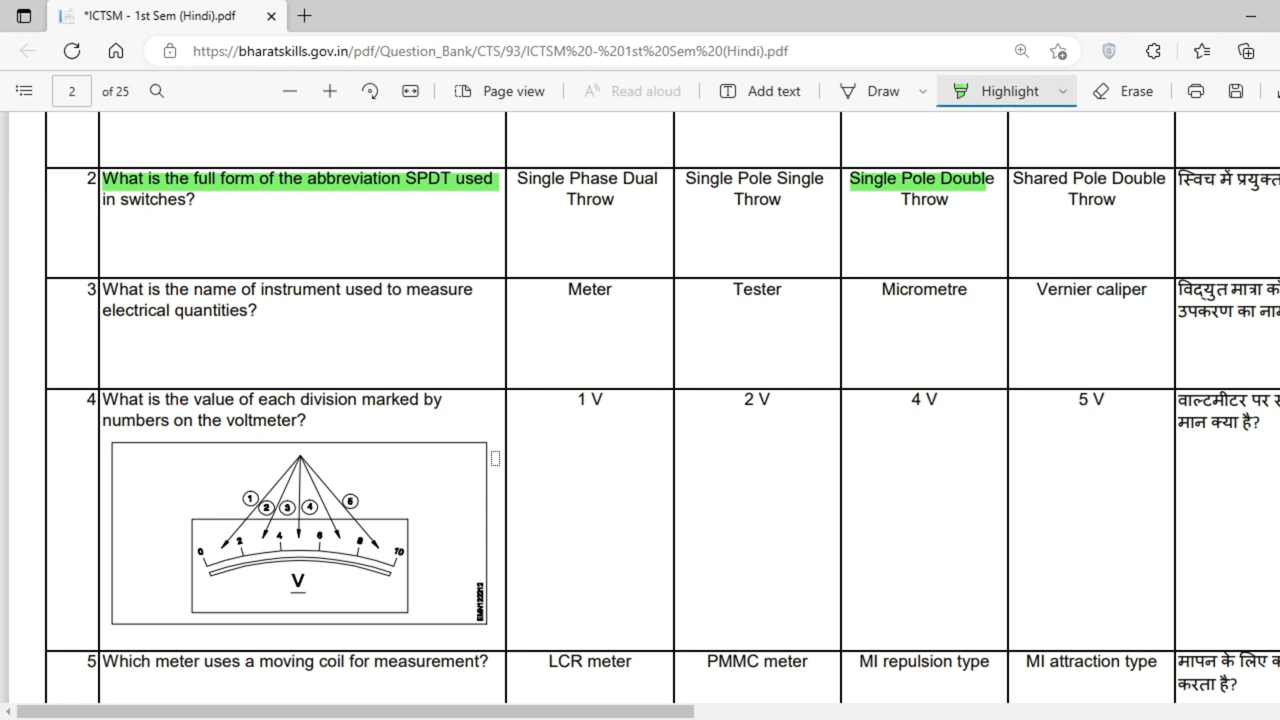 *ICTSM - 1st Sem (Hindi).pdf
https://bharatskills.gov.in/pdf/Question_Bank/CTS/93/ICTSM%20-%201st%20Sem%20(Hindi).pdf
2 of 25 Page view Read aloud Add text Draw Highlight Erase
2 What is the full form of the abbreviation SPDT used in switches?
Single Phase Dual Throw
Single Pole Single Throw
Single Pole Double Throw
Shared Pole Double Throw
स्विच में प्रयुक्त
3 What is the name of instrument used to measure electrical quantities?
Meter
Tester
Micrometre
Vernier caliper
विद्युत मात्रा
उपकरण का
4 What is the value of each division marked by numbers on the voltmeter?
1 V
2 V
4 V
5 V
वाल्टमीटर पर
मान क्या है?
1 2 3 4 5
0 2 4 6 8 10
V
5 Which meter uses a moving coil for measurement?
LCR meter
PMMC meter
MI repulsion type
MI attraction type
मापन के लिए
करता है?